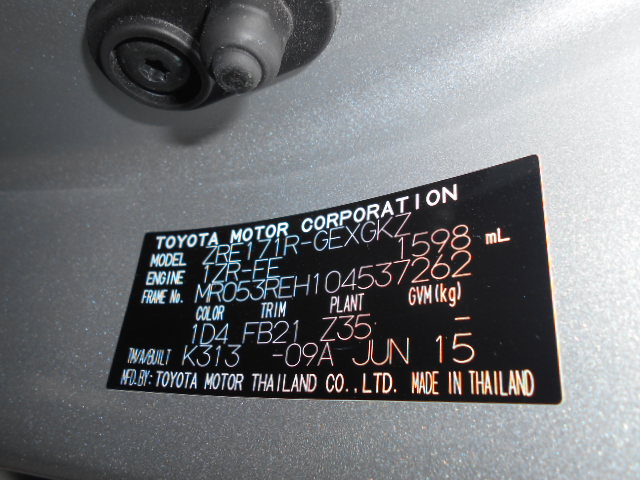 TOYOTA MOTOR CORPORATION
MODEL ZRE171R-GEXGKZ
ENGINE 1ZR-FE 1598 mL
FRAME No. MR053REH104537262
COLOR TRIM PLANT GVM(kg)
1D4 FB21 Z35 -
TM/A/BUILT K313 -09A JUN 15
MFD.BY: TOYOTA MOTOR THAILAND CO.,LTD. MADE IN THAILAND